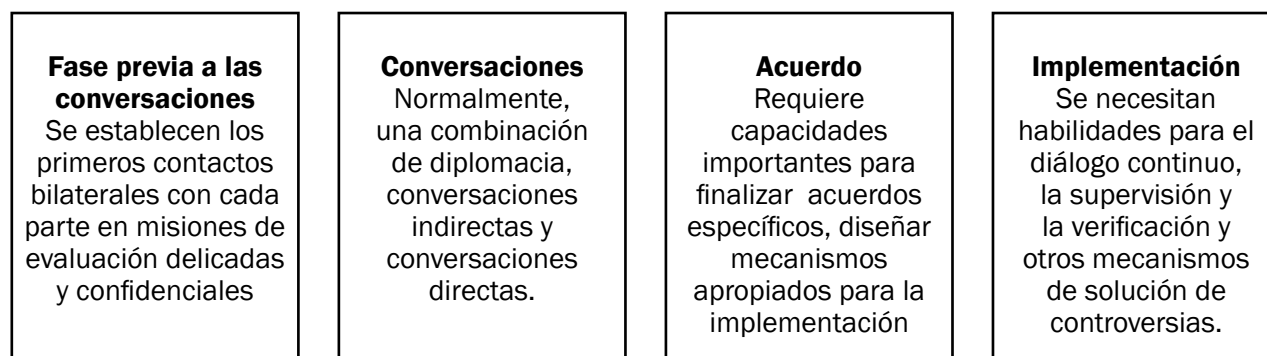 Fase previa a las
conversaciones
Se establecen los
primeros contactos
bilaterales con cada
parte en misiones de
evaluación delicadas
y confidenciales
Conversaciones
Normalmente,
una combinación
de diplomacia,
conversaciones
indirectas y
conversaciones
directas.
Acuerdo
Requiere
capacidades
importantes para
finalizar acuerdos
específicos, diseñar
mecanismos
apropiados para la
implementación
Implementación
Se necesitan
habilidades para el
diálogo continuo,
la supervisión y
la verificación y
otros mecanismos
de solución de
controversias.